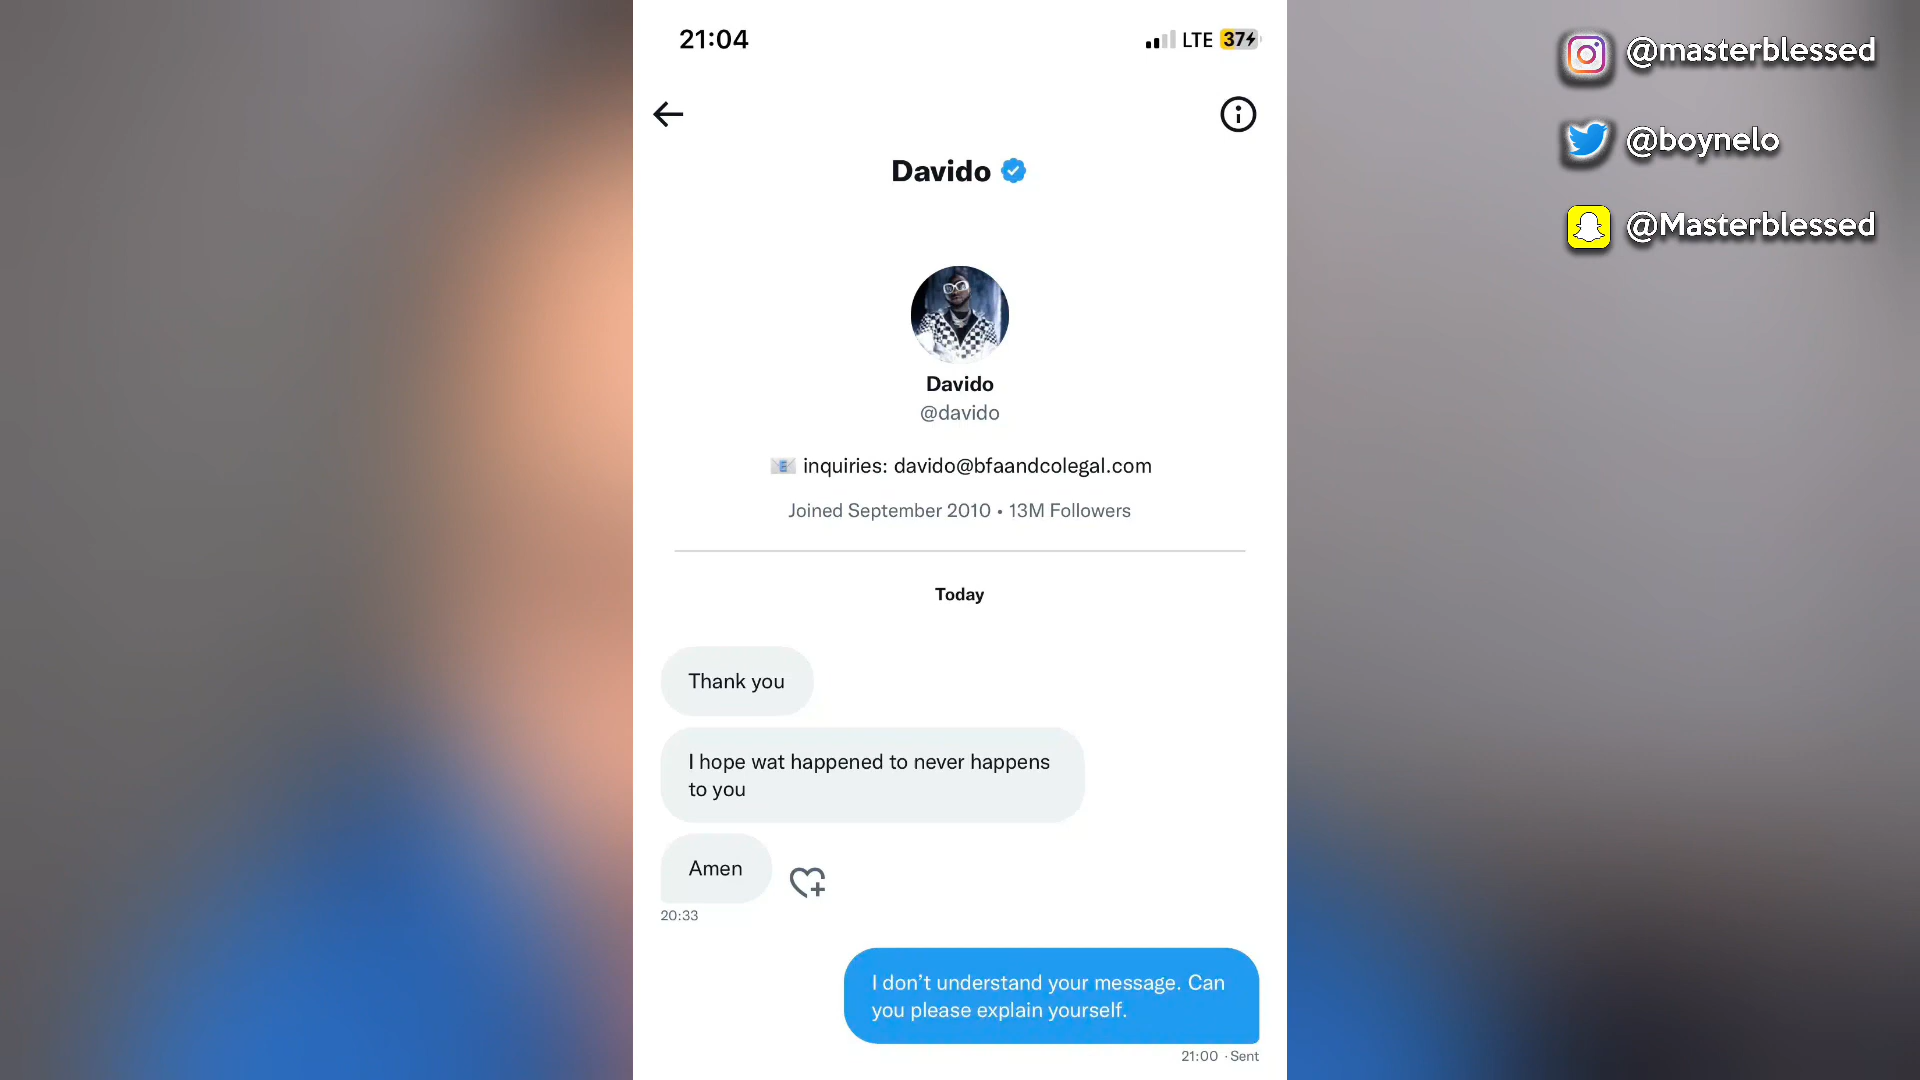 21:04
LTE 37
@masterblessed
@boynelo
@Masterblessed
Davido
Davido
@davido
inquiries: davido@bfaandcolegal.com
Joined September 2010 • 13M Followers
Today
Thank you
I hope wat happened to never happens
to you
Amen
20:33
I don’t understand your message. Can
you please explain yourself.
21:00 · Sent